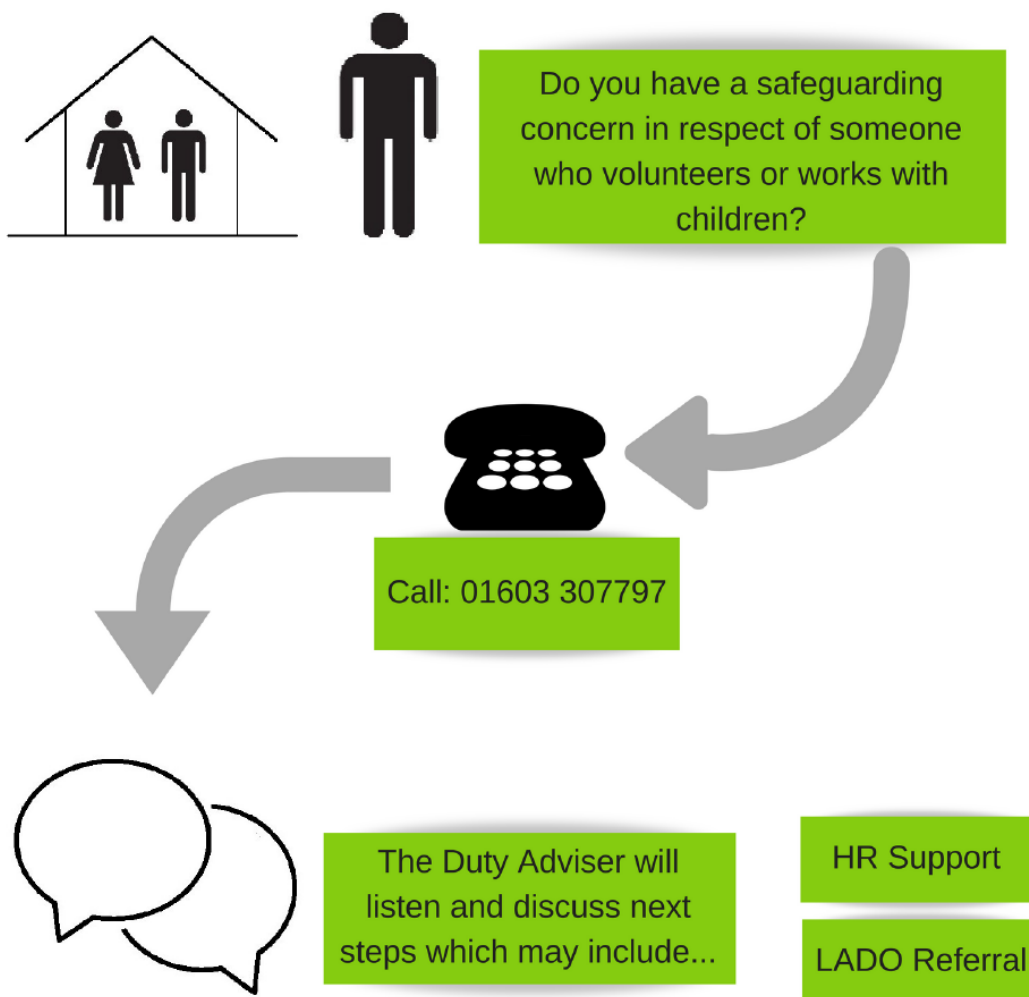 Do you have a safeguarding
concern in respect of someone
who volunteers or works with
children?
Call: 01603 307797
The Duty Adviser will
listen and discuss next
steps which may include...
HR Support
LADO Referral